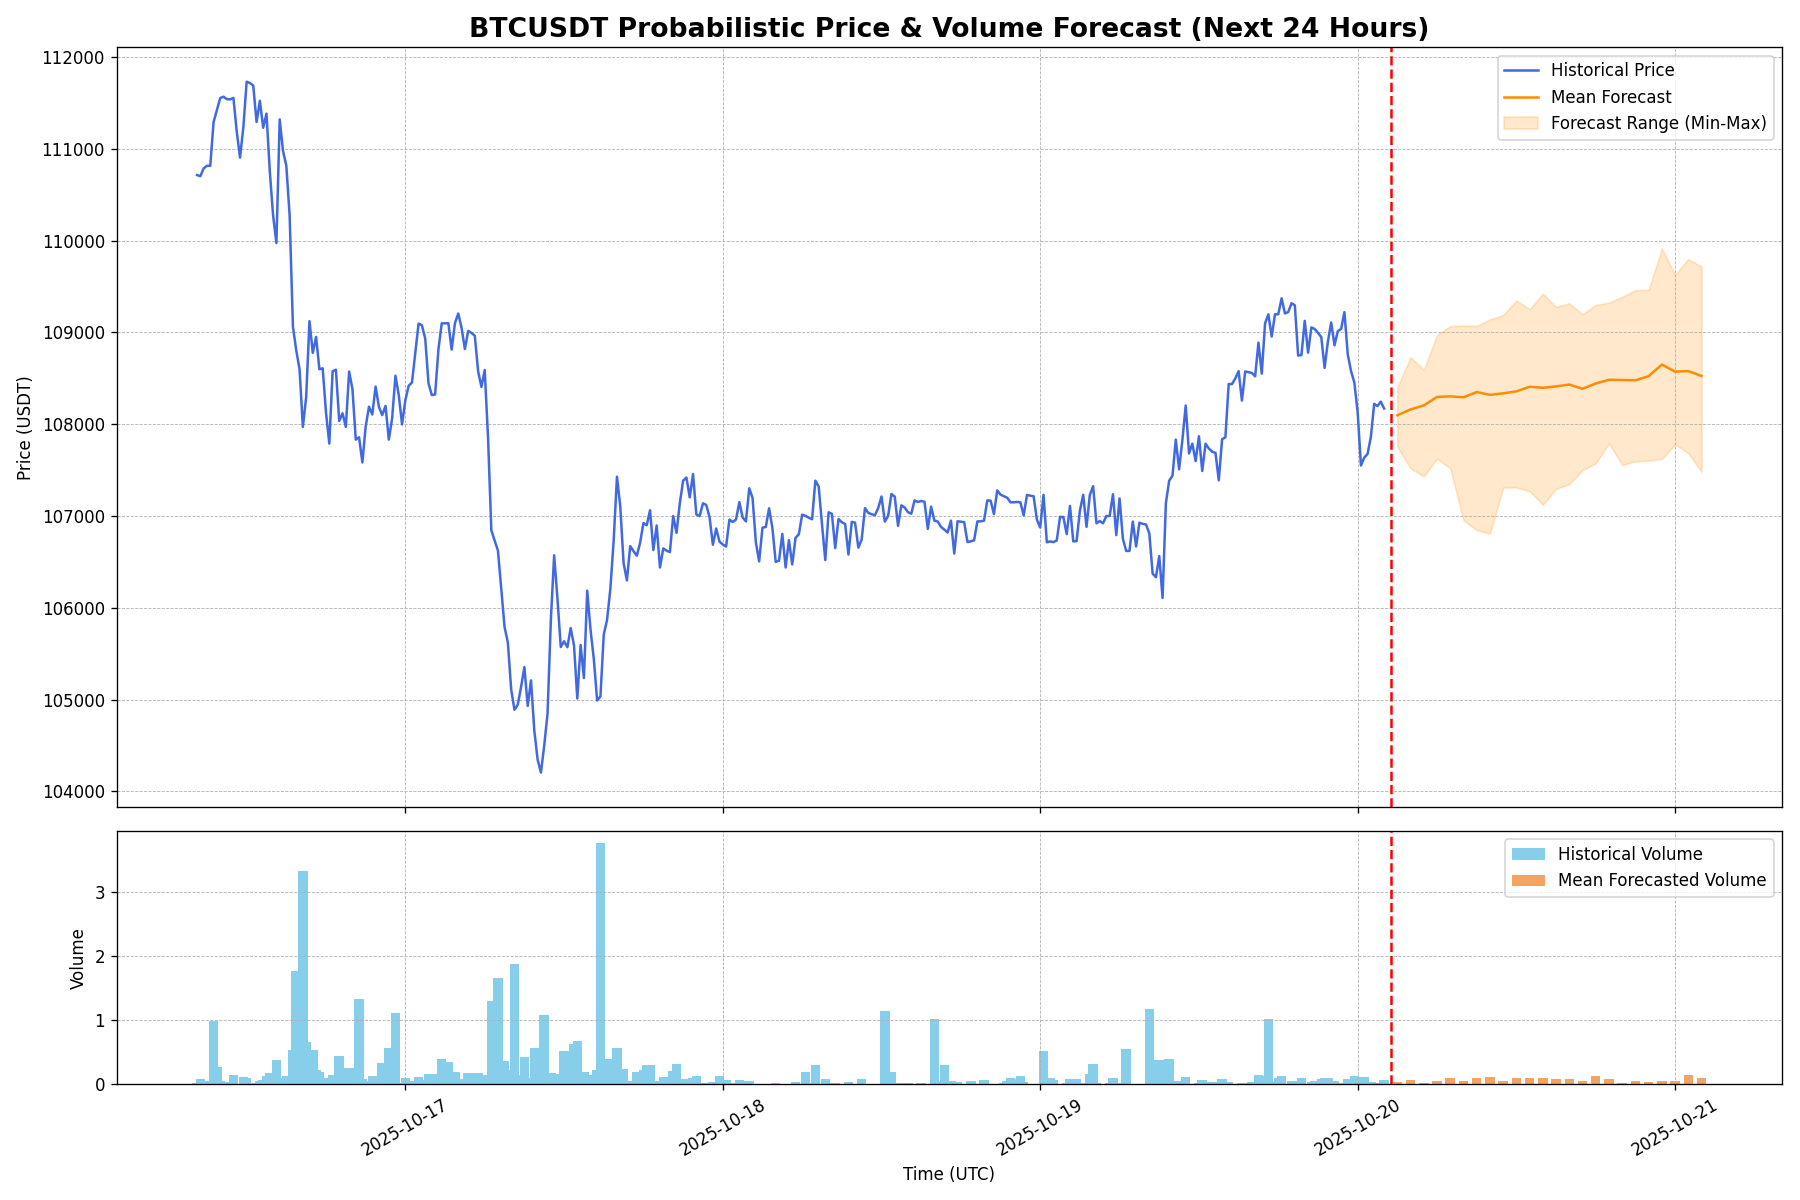 BTCUSDT Probabilistic Price & Volume Forecast (Next 24 Hours)
112000
111000
110000
109000
108000
107000
106000
105000
104000
Price (USDT)
Historical Price
Mean Forecast
Forecast Range (Min-Max)
3
2
1
0
Volume
Historical Volume
Mean Forecasted Volume
2025-10-17
2025-10-18
2025-10-19
2025-10-20
2025-10-21
Time (UTC)